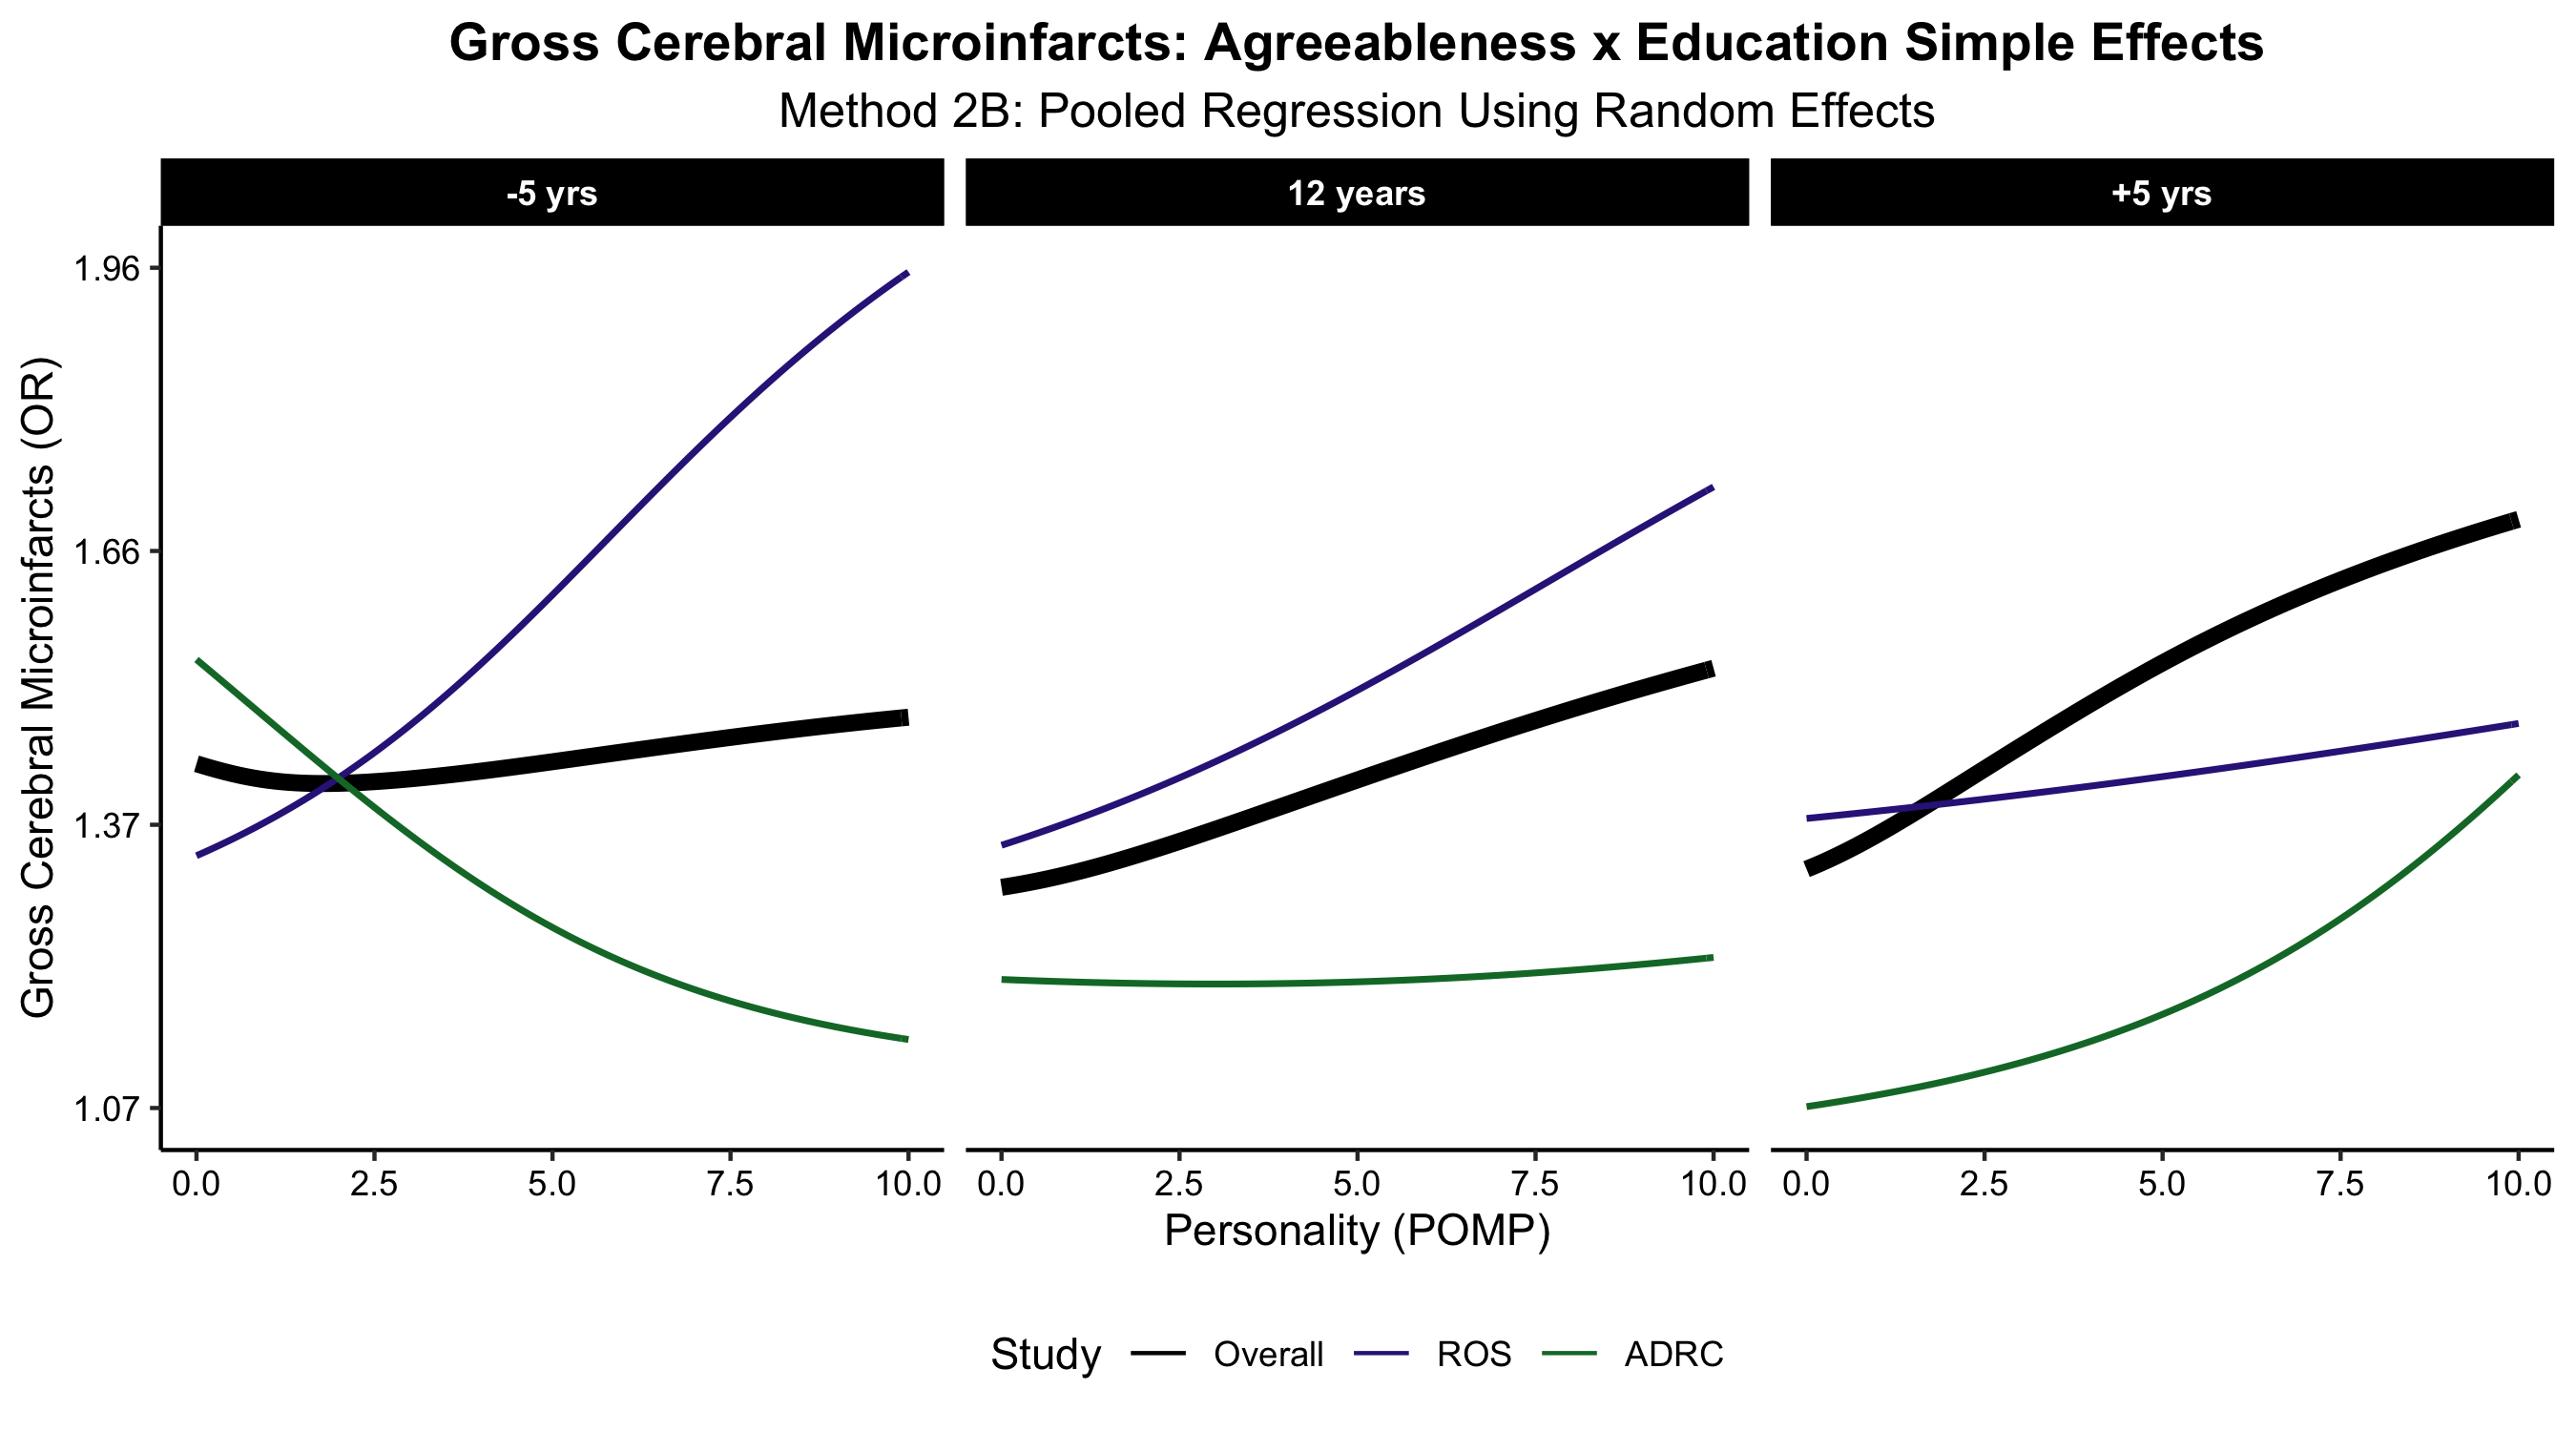 Gross Cerebral Microinfarcts: Agreeableness x Education Simple Effects
Method 2B: Pooled Regression Using Random Effects
-5 yrs
12 years
+5 yrs
Gross Cerebral Microinfarcts (OR)
1.96
1.66
1.37
1.07
0.0 2.5 5.0 7.5 10.0
0.0 2.5 5.0 7.5 10.0
0.0 2.5 5.0 7.5 10.0
Personality (POMP)
Study Overall ROS ADRC